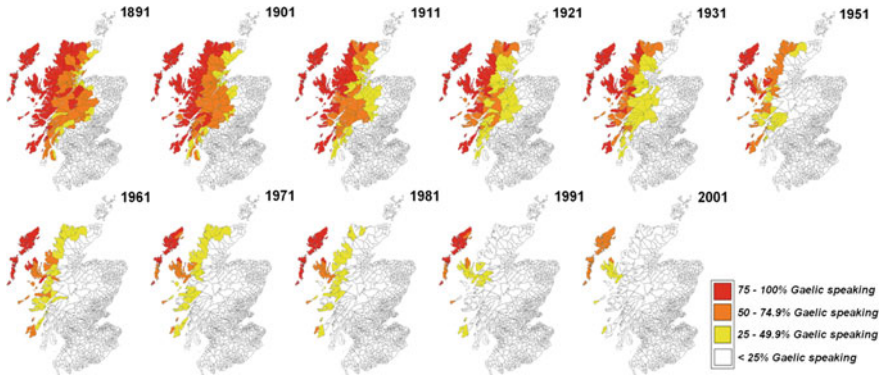 1891
1901
1911
1921
1931
1951
1961
1971
1981
1991
2001
75 - 100% Gaelic speaking
50 - 74.9% Gaelic speaking
25 - 49.9% Gaelic speaking
< 25% Gaelic speaking